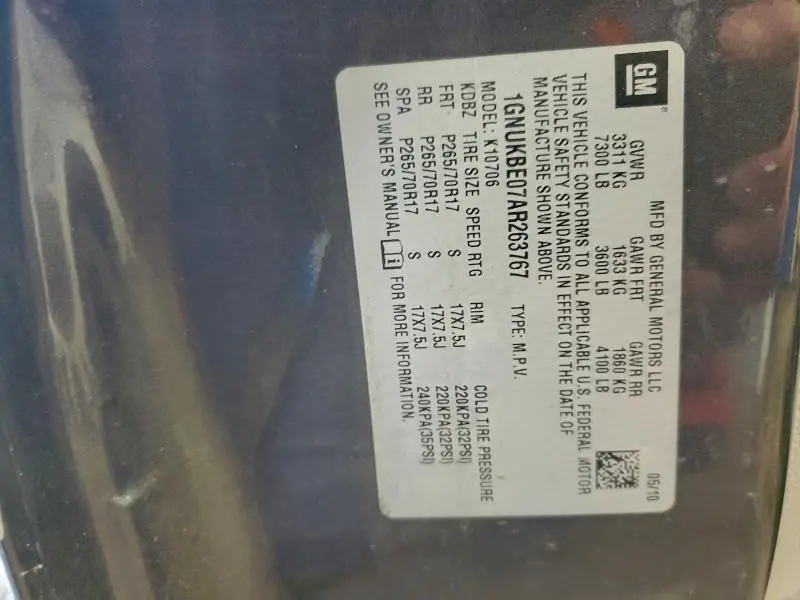 GM
MFD BY GENERAL MOTORS LLC 05/10
GVWR GAWR FRT GAWR RR
3311 KG 1633 KG 1860 KG
7300 LB 3600 LB 4100 LB
THIS VEHICLE CONFORMS TO ALL APPLICABLE U.S. FEDERAL MOTOR
VEHICLE SAFETY STANDARDS IN EFFECT ON THE DATE OF
MANUFACTURE SHOWN ABOVE.
1GNUKBE07AR263767 TYPE: M.P.V.
MODEL: K10706
KDBZ TIRE SIZE SPEED RTG RIM COLD TIRE PRESSURE
FRT P265/70R17 S 17X7.5J 220KPA(32PSI)
RR P265/70R17 S 17X7.5J 220KPA(32PSI)
SPA P265/70R17 S 17X7.5J 240KPA(35PSI)
SEE OWNER'S MANUAL i FOR MORE INFORMATION.